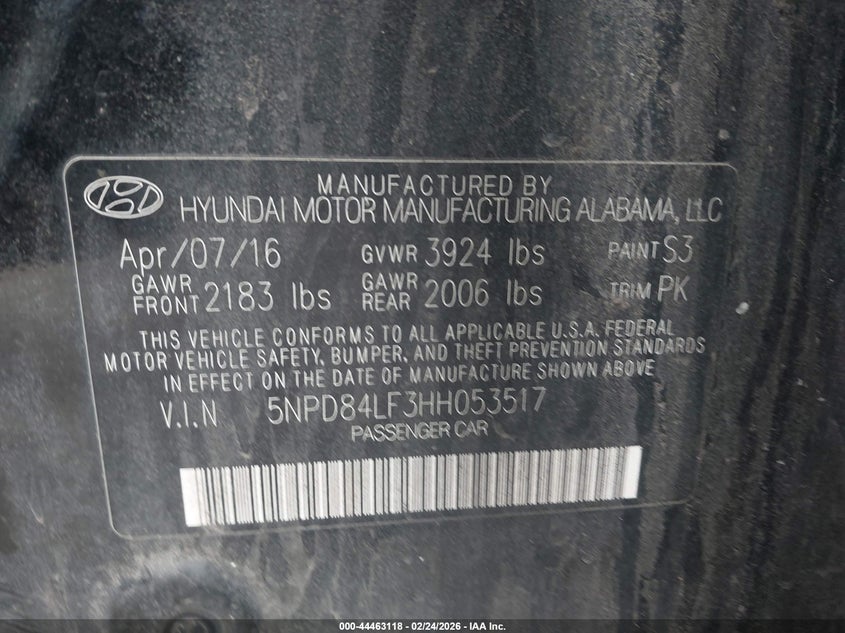 MANUFACTURED BY
HYUNDAI MOTOR MANUFACTURING ALABAMA, LLC
Apr/07/16 GVWR 3924 lbs PAINT S3
GAWR FRONT 2183 lbs GAWR REAR 2006 lbs TRIM PK
THIS VEHICLE CONFORMS TO ALL APPLICABLE U.S.A. FEDERAL
MOTOR VEHICLE SAFETY, BUMPER, AND THEFT PREVENTION STANDARDS
IN EFFECT ON THE DATE OF MANUFACTURE SHOWN ABOVE
V.I.N 5NPD84LF3HH053517
PASSENGER CAR
000-44463118 - 02/24/2026 - IAA Inc.